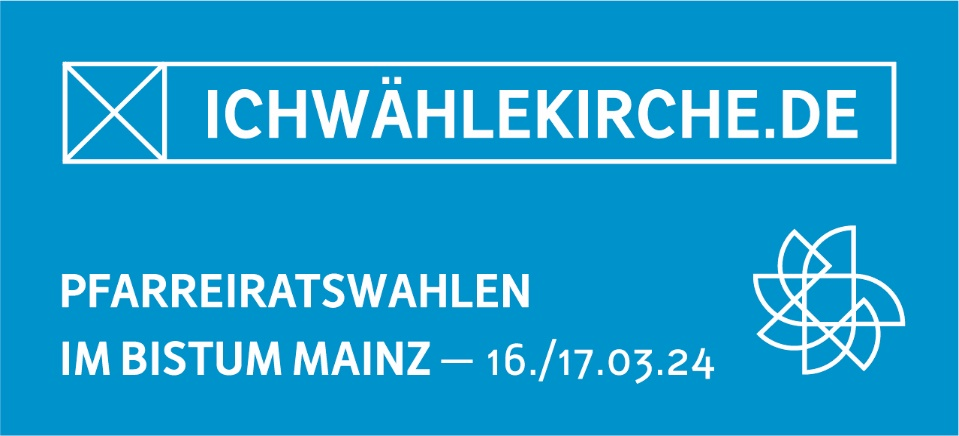 ICHWÄHLEKIRCHE.DE
PFARREIRATSWAHLEN
IM BISTUM MAINZ — 16./17.03.24